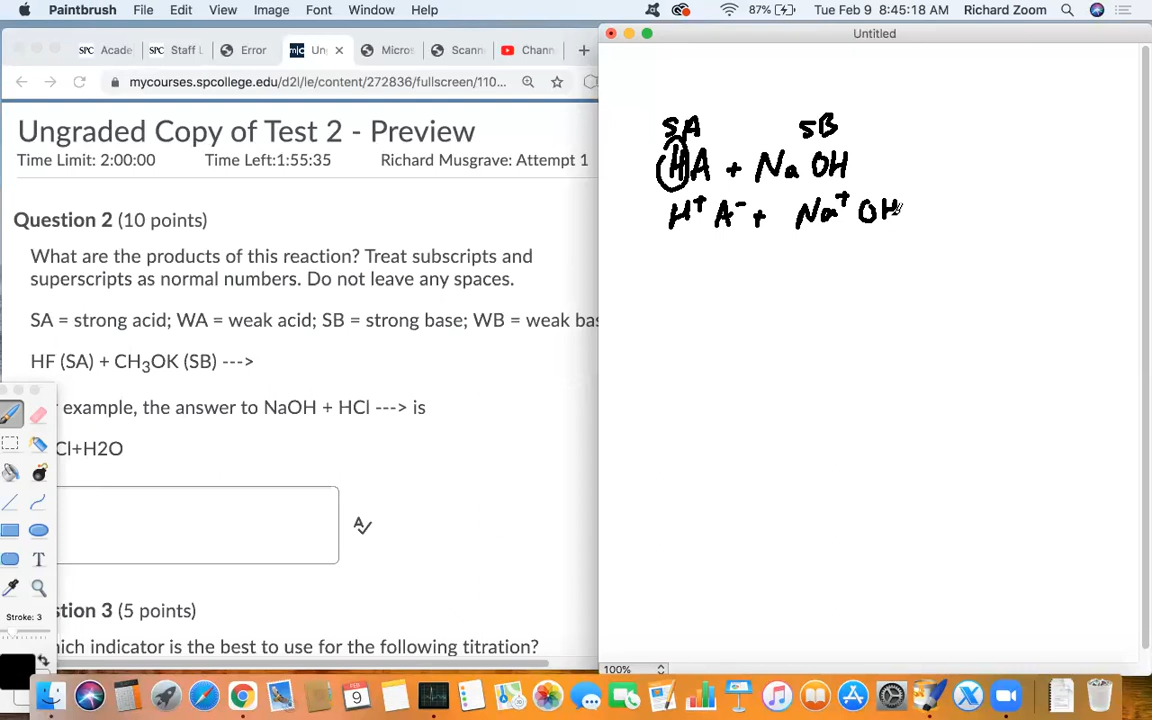 Paintbrush File Edit View Image Font Window Help 87% Tue Feb 9 8:45:18 AM Richard Zoom
SPC Acade SPC Staff Error m|c Un Micros Scann Chann
mycourses.spcollege.edu/d2l/le/content/272836/fullscreen/110...
Untitled
Ungraded Copy of Test 2 - Preview
Time Limit: 2:00:00 Time Left:1:55:35 Richard Musgrave: Attempt 1
Question 2 (10 points)
What are the products of this reaction? Treat subscripts and
superscripts as normal numbers. Do not leave any spaces.
SA = strong acid; WA = weak acid; SB = strong base; WB = weak bas
HF (SA) + CH₃OK (SB) --->
example, the answer to NaOH + HCl ---> is
Cl+H2O
stion 3 (5 points)
hich indicator is the best to use for the following titration?
Stroke: 3
SA SB
HA + NaOH
H⁺ A⁻ + Na⁺ OH
100%
FEB
9